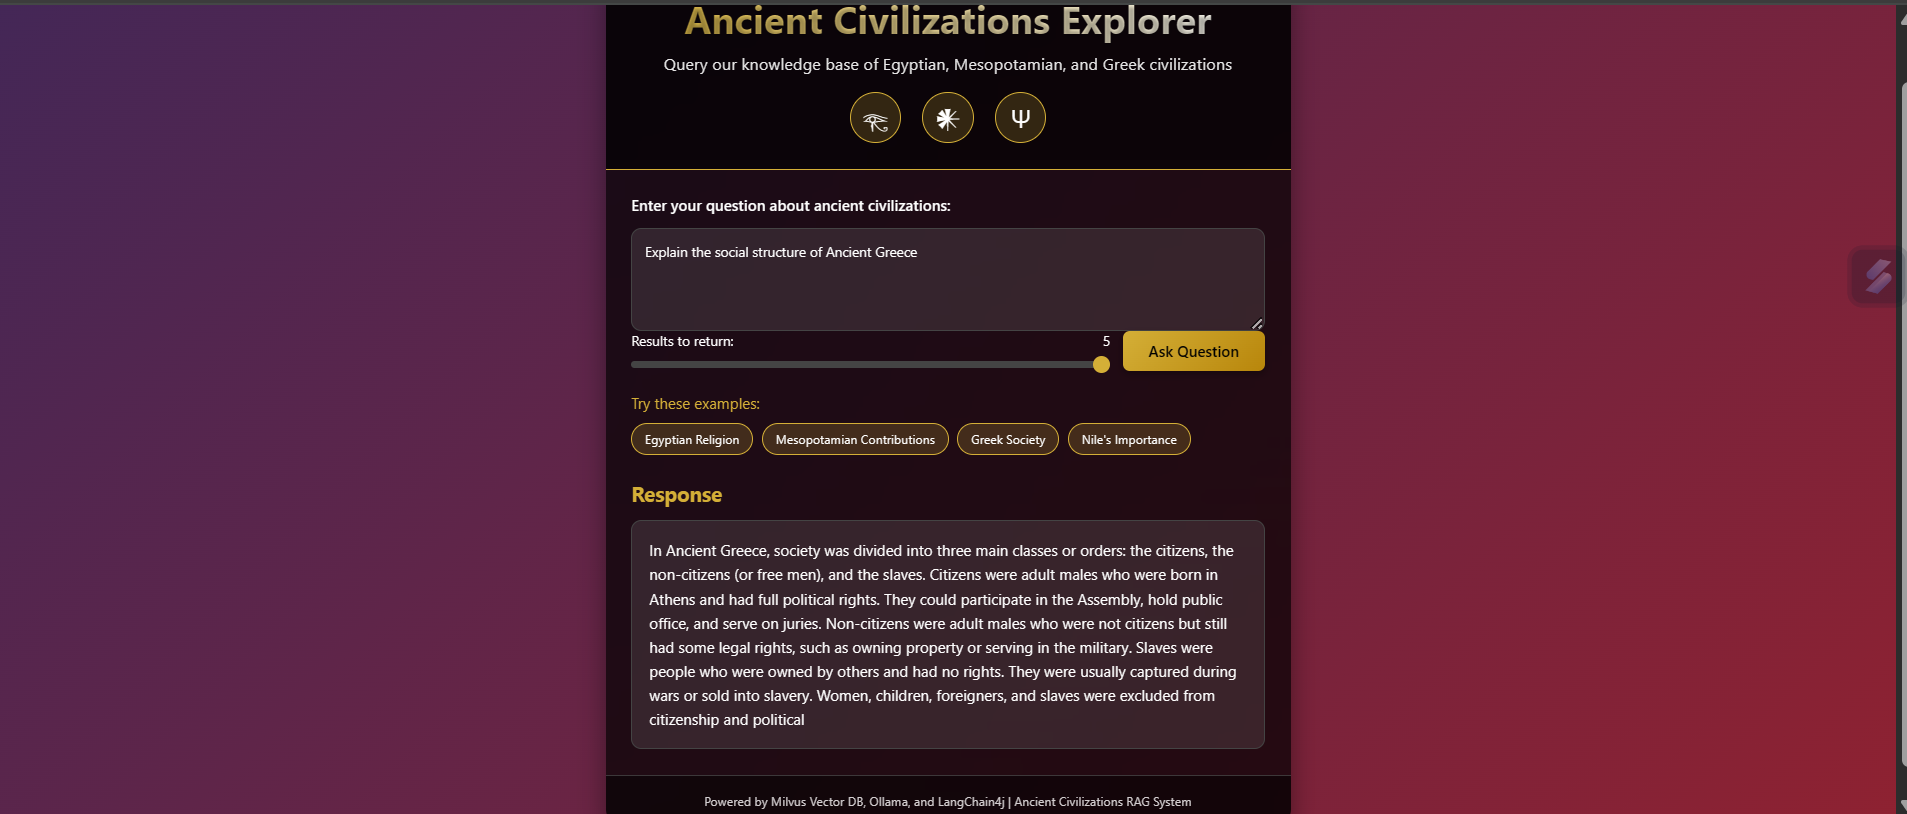 Ancient Civilizations Explorer
Query our knowledge base of Egyptian, Mesopotamian, and Greek civilizations
Ψ
Enter your question about ancient civilizations:
Explain the social structure of Ancient Greece
Results to return:
5
Ask Question
Try these examples:
Egyptian Religion
Mesopotamian Contributions
Greek Society
Nile's Importance
Response
In Ancient Greece, society was divided into three main classes or orders: the citizens, the
non-citizens (or free men), and the slaves. Citizens were adult males who were born in
Athens and had full political rights. They could participate in the Assembly, hold public
office, and serve on juries. Non-citizens were adult males who were not citizens but still
had some legal rights, such as owning property or serving in the military. Slaves were
people who were owned by others and had no rights. They were usually captured during
wars or sold into slavery. Women, children, foreigners, and slaves were excluded from
citizenship and political
Powered by Milvus Vector DB, Ollama, and LangChain4j | Ancient Civilizations RAG System